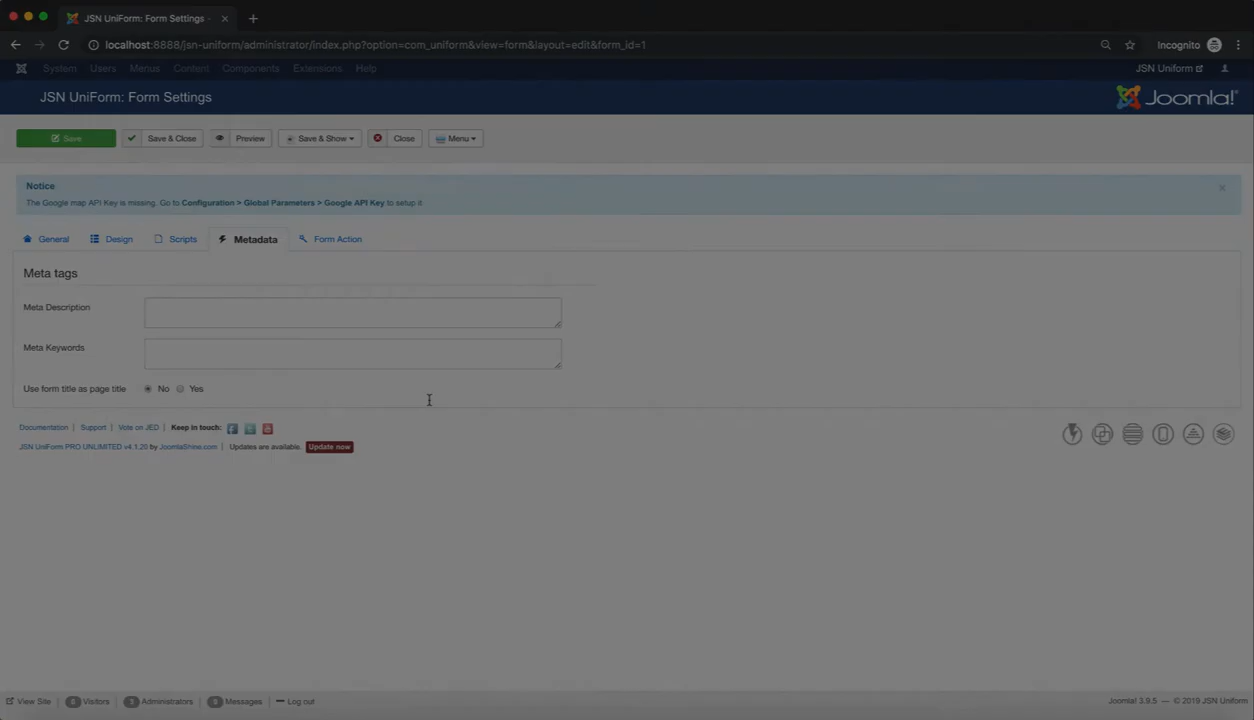 JSN UniForm: Form Settings -
localhost:8888/jsn-uniform/administrator/index.php?option=com_uniform&view=form&layout=edit&form_id=1
Incognito
System Users Menus Content Components Extensions Help
JSN Uniform
JSN UniForm: Form Settings
Joomla!®
Save
Save & Close
Preview
Save & Show
Close
Menu
Notice
The Google map API Key is missing. Go to Configuration > Global Parameters > Google API Key to setup it
General Design Scripts Metadata Form Action
Meta tags
Meta Description
Meta Keywords
Use form title as page title No Yes
Documentation | Support | Vote on JED | Keep in touch:
JSN UniForm PRO UNLIMITED v4.1.20 by JoomlaShine.com | Updates are available. Update now
View Site Visitors Administrators Messages Log out
Joomla! 3.9.5 — © 2019 JSN Uniform